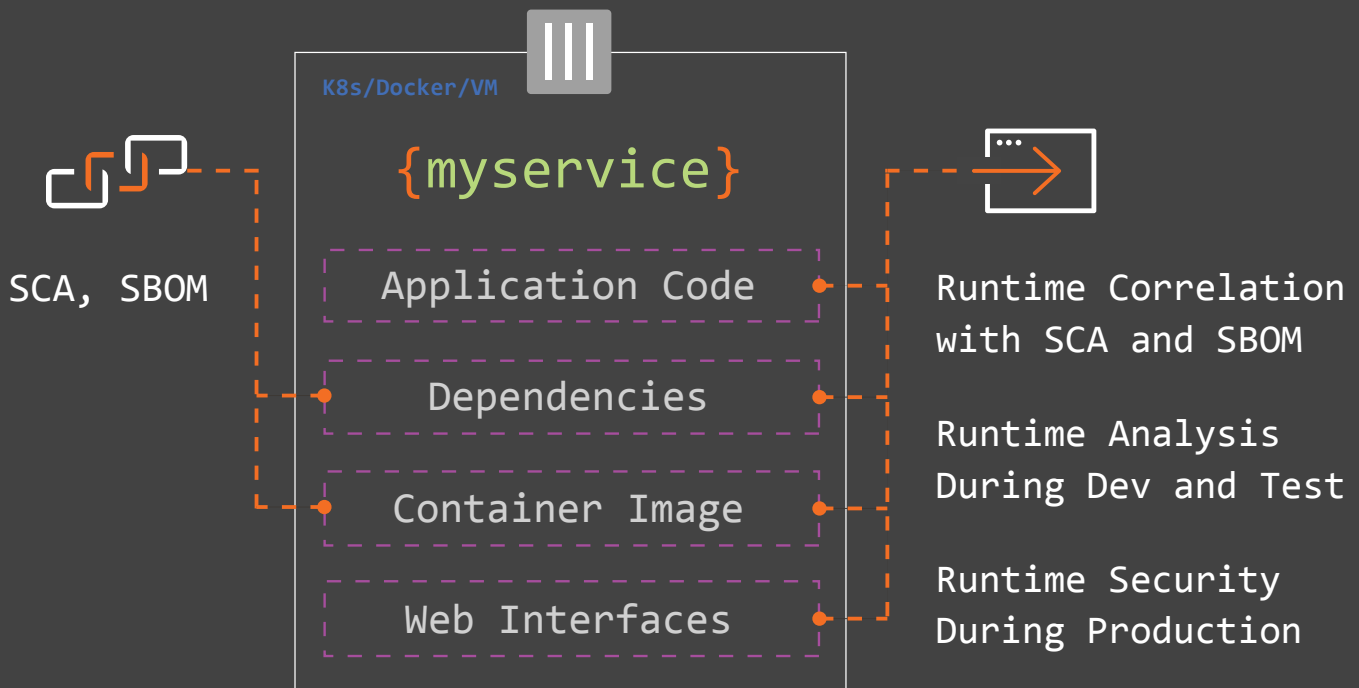 K8s/Docker/VM
{myservice}
SCA, SBOM
Application Code
Dependencies
Container Image
Web Interfaces
Runtime Correlation
with SCA and SBOM
Runtime Analysis
During Dev and Test
Runtime Security
During Production